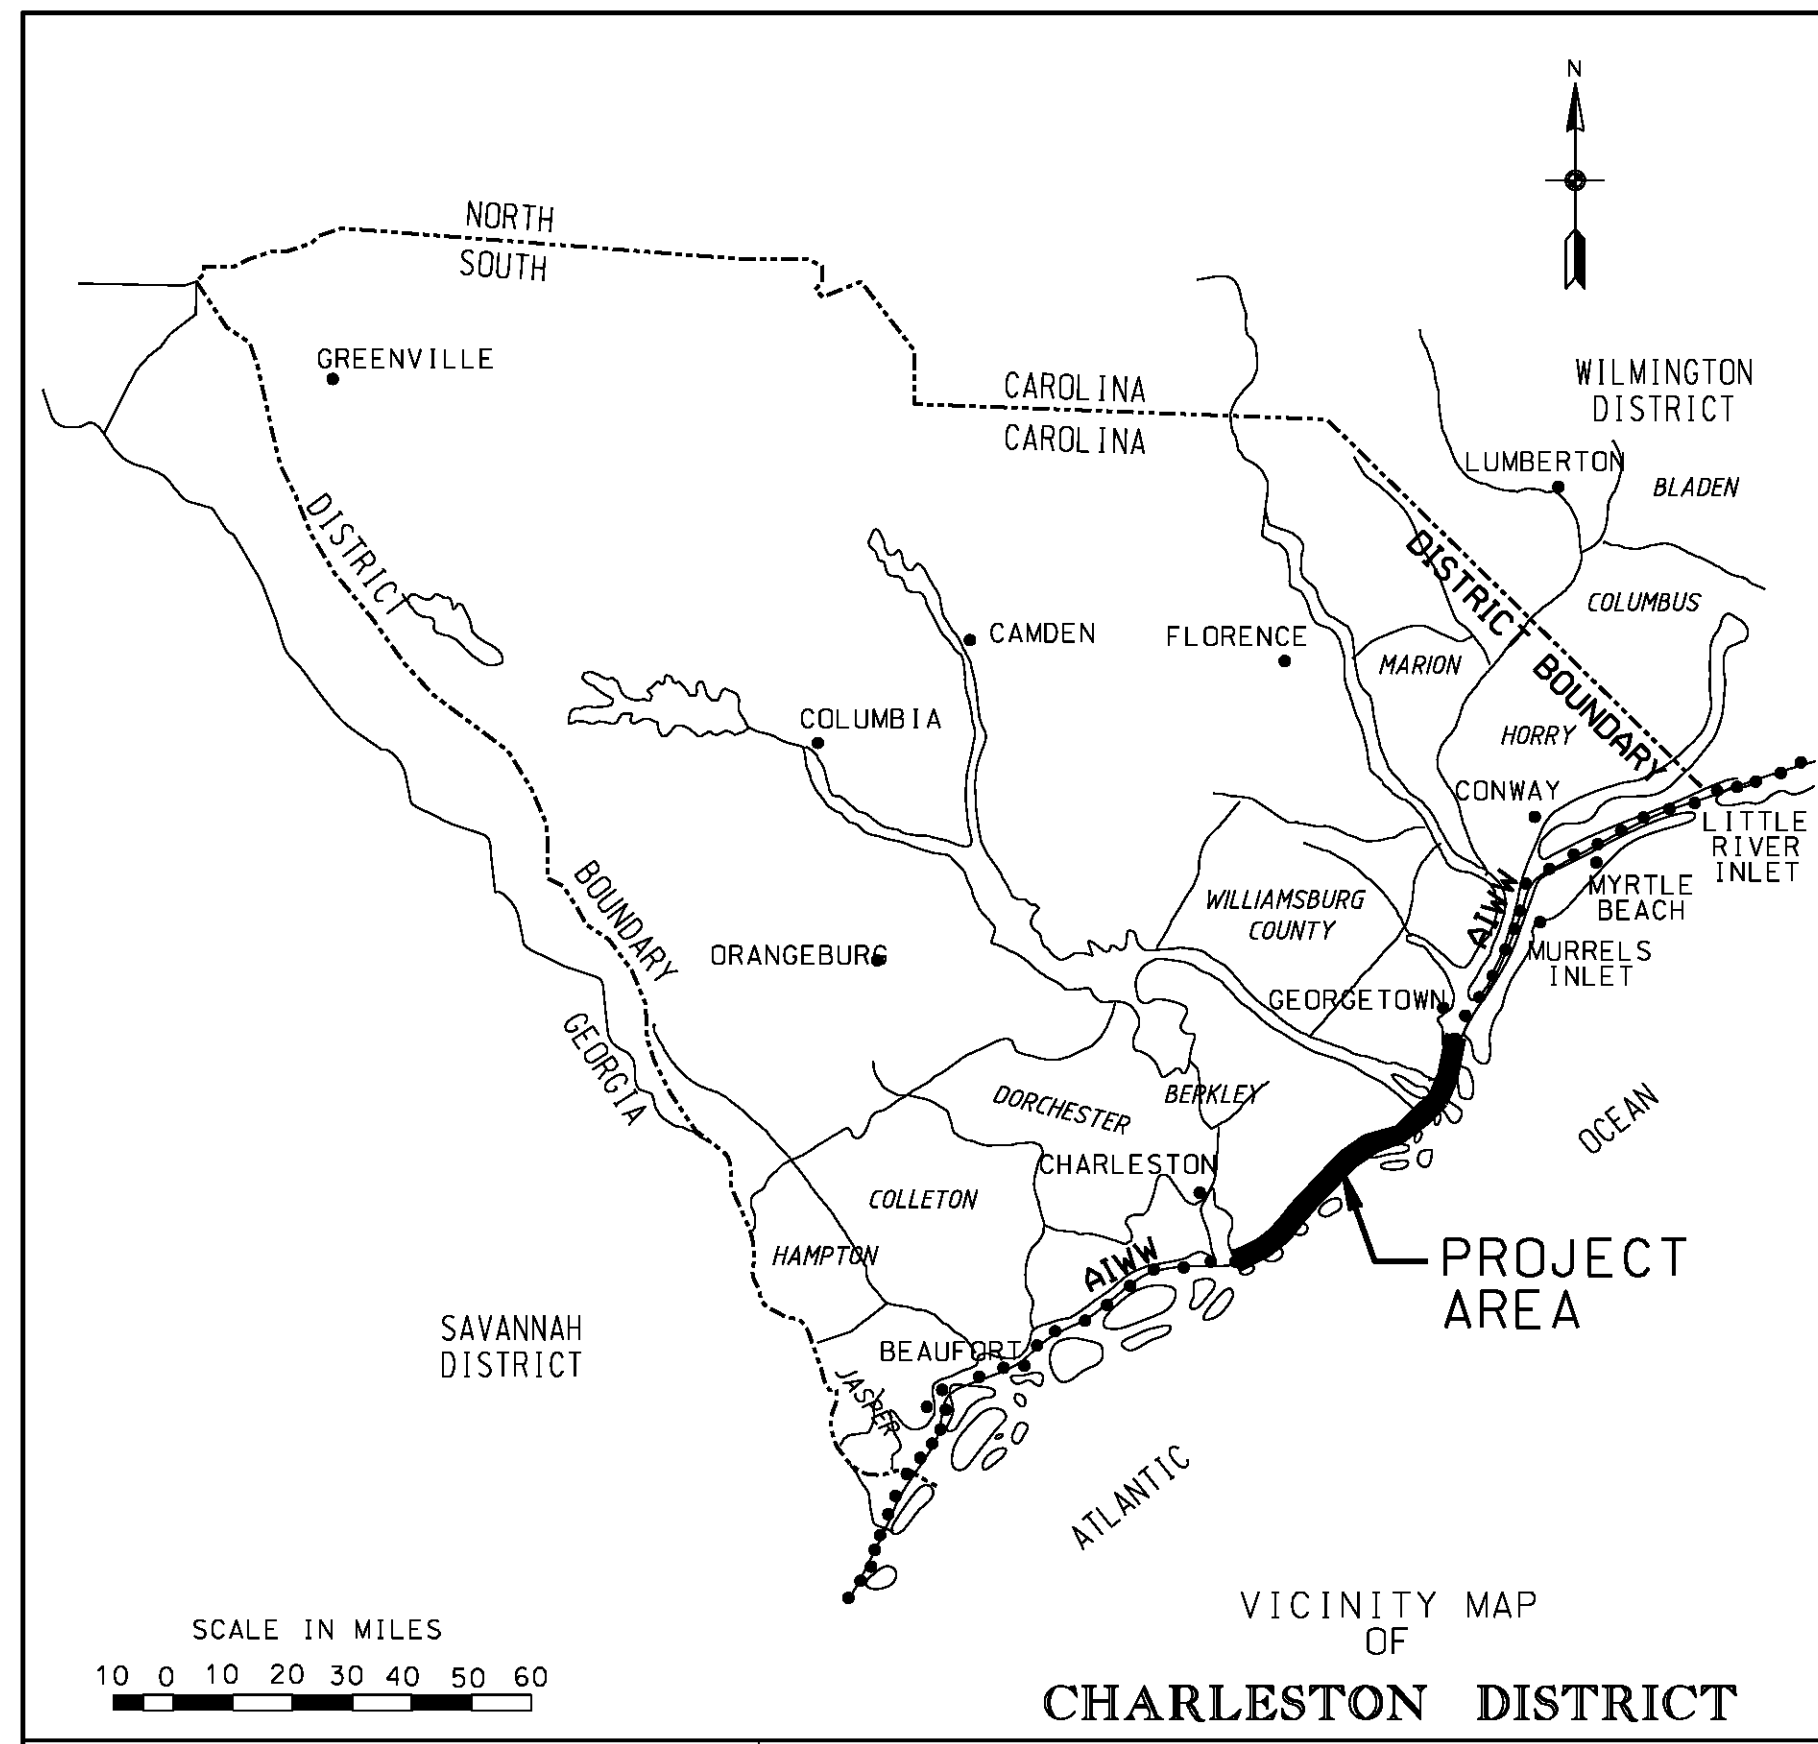 N
NORTH
SOUTH
GREENVILLE
CAROLINA
CAROLINA
WILMINGTON
DISTRICT
LUMBERTON
BLADEN
DISTRICT
DISTRICT
COLUMBUS
CAMDEN
FLORENCE
MARION
BOUNDARY
COLUMBIA
HORRY
CONWAY
LITTLE
RIVER
INLET
MYRTLE
BEACH
BOUNDARY
WILLIAMSBURG
COUNTY
AIWW
MURRELS
INLET
ORANGEBURG
GEORGETOWN
GEORGIA
DORCHESTER
BERKLEY
OCEAN
CHARLESTON
COLLETON
HAMPTON
AIWW
PROJECT
AREA
SAVANNAH
DISTRICT
BEAUFORT
JASPER
ATLANTIC
VICINITY MAP
OF
CHARLESTON DISTRICT
SCALE IN MILES
10 0 10 20 30 40 50 60